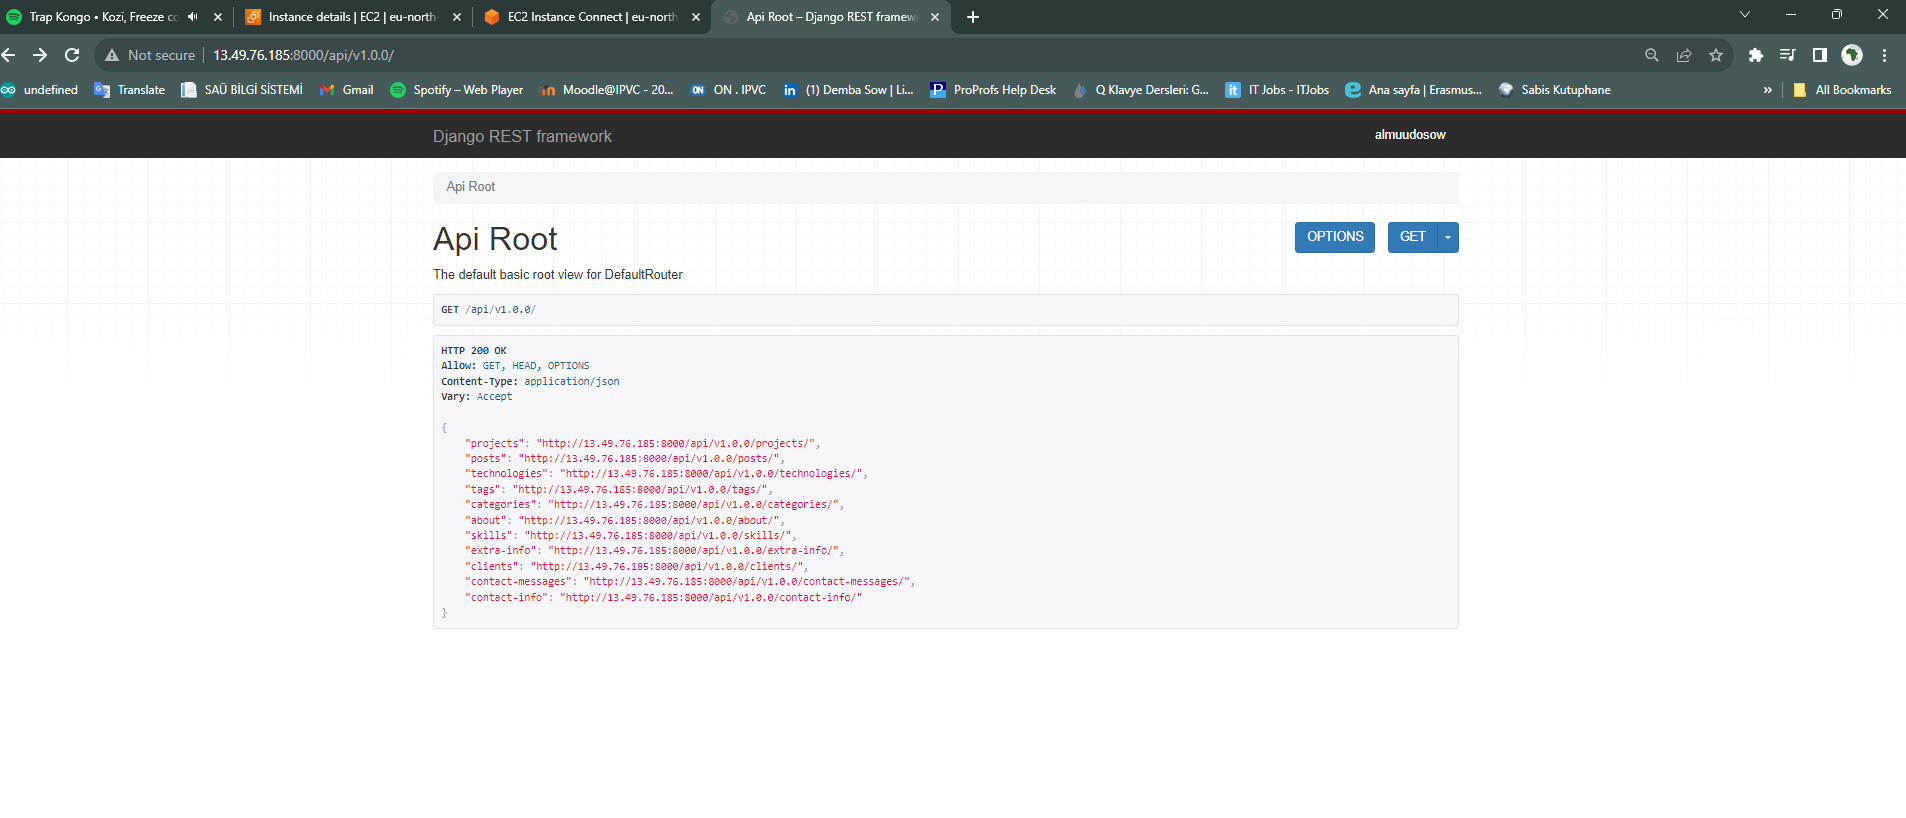 Trap Kongo • Kozi, Freeze co
Instance details | EC2 | eu-north-
EC2 Instance Connect | eu-north
Api Root – Django REST framew
Not secure
13.49.76.185:8000/api/v1.0.0/
undefined
Translate
SAÜ BİLGİ SİSTEMİ
Gmail
Spotify – Web Player
Moodle@IPVC - 20...
ON
ON . IPVC
in
(1) Demba Sow | Li...
P
ProProfs Help Desk
Q Klavye Dersleri: G...
it
IT Jobs - ITJobs
Ana sayfa | Erasmus...
Sabis Kutuphane
»
All Bookmarks
Django REST framework
almuudosow
Api Root
Api Root
OPTIONS
GET
The default basic root view for DefaultRouter
GET /api/v1.0.0/
HTTP 200 OK
Allow: GET, HEAD, OPTIONS
Content-Type: application/json
Vary: Accept
{
"projects": "http://13.49.76.185:8000/api/v1.0.0/projects/",
"posts": "http://13.49.76.185:8000/api/v1.0.0/posts/",
"technologies": "http://13.49.76.185:8000/api/v1.0.0/technologies/",
"tags": "http://13.49.76.185:8000/api/v1.0.0/tags/",
"categories": "http://13.49.76.185:8000/api/v1.0.0/categories/",
"about": "http://13.49.76.185:8000/api/v1.0.0/about/",
"skills": "http://13.49.76.185:8000/api/v1.0.0/skills/",
"extra-info": "http://13.49.76.185:8000/api/v1.0.0/extra-info/",
"clients": "http://13.49.76.185:8000/api/v1.0.0/clients/",
"contact-messages": "http://13.49.76.185:8000/api/v1.0.0/contact-messages/",
"contact-info": "http://13.49.76.185:8000/api/v1.0.0/contact-info/"
}